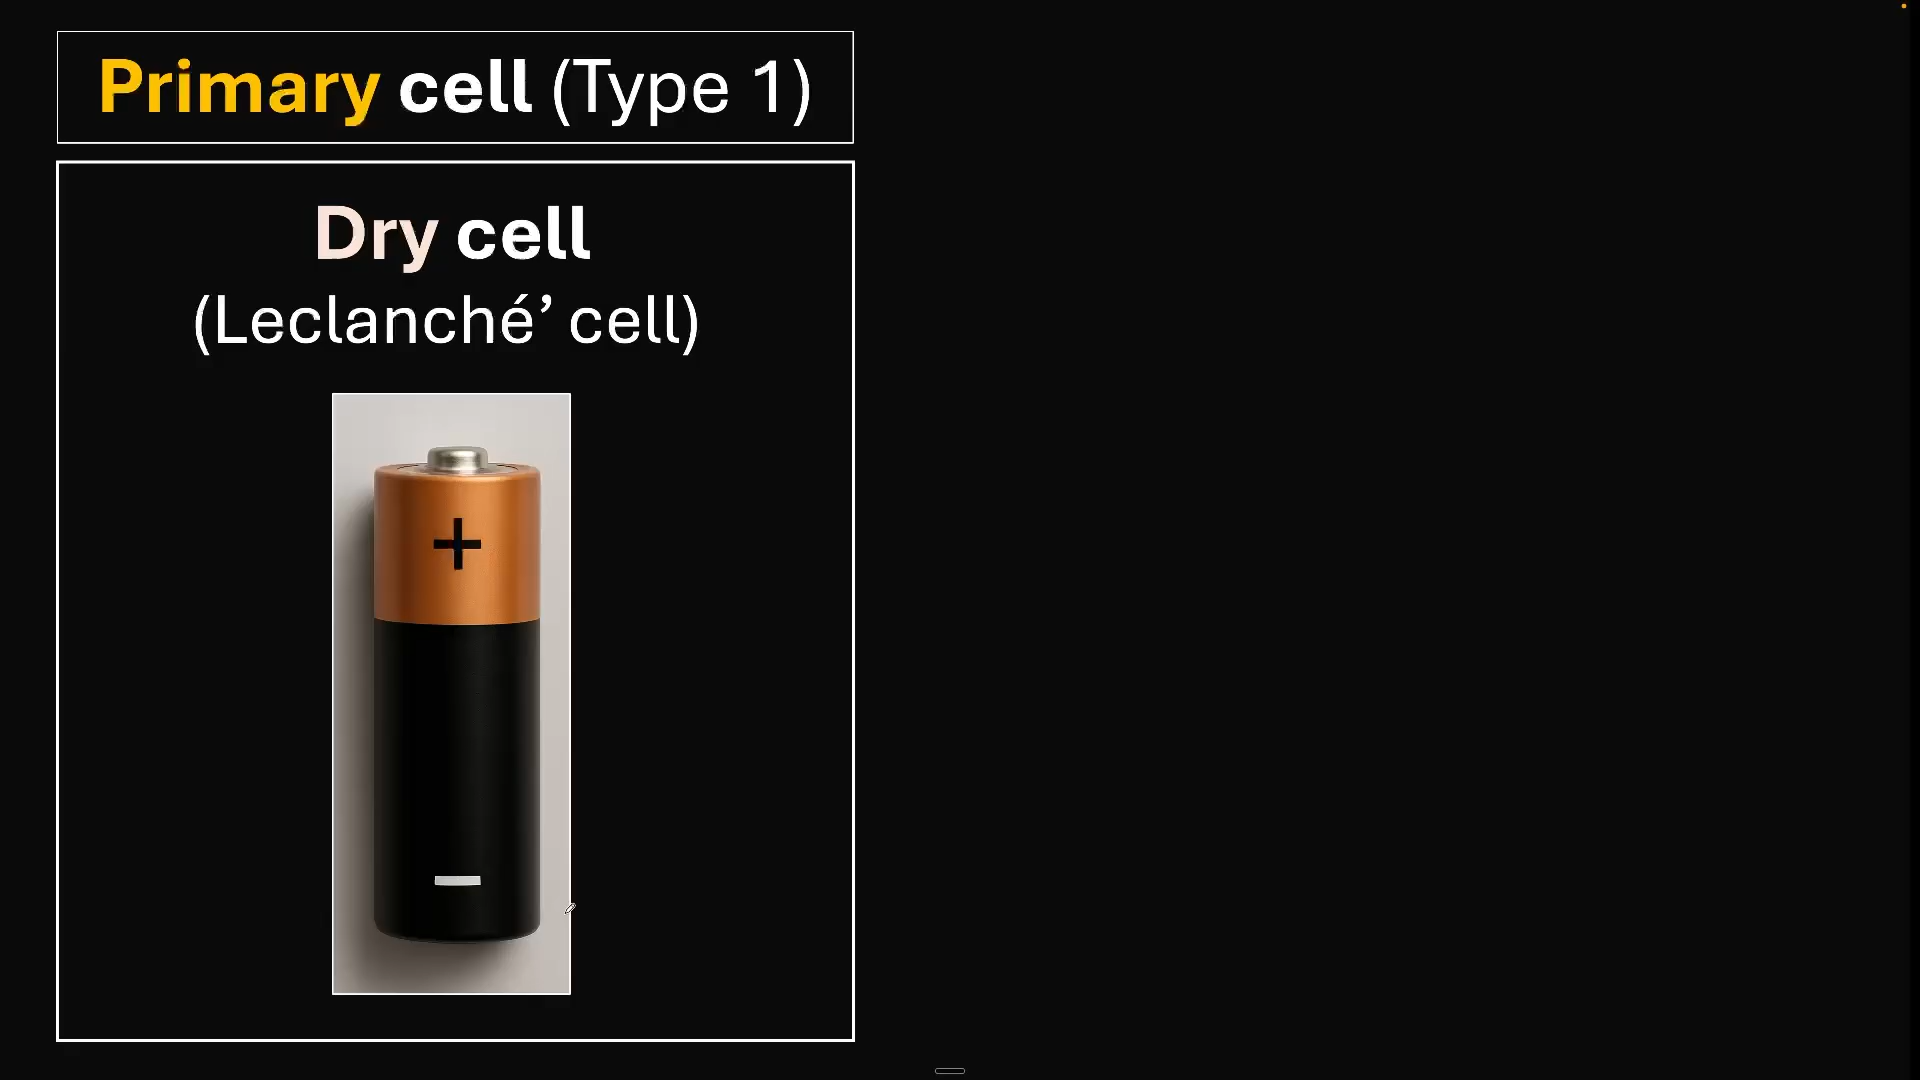 Primary cell (Type 1)
Dry cell
(Leclanché’ cell)
+
–